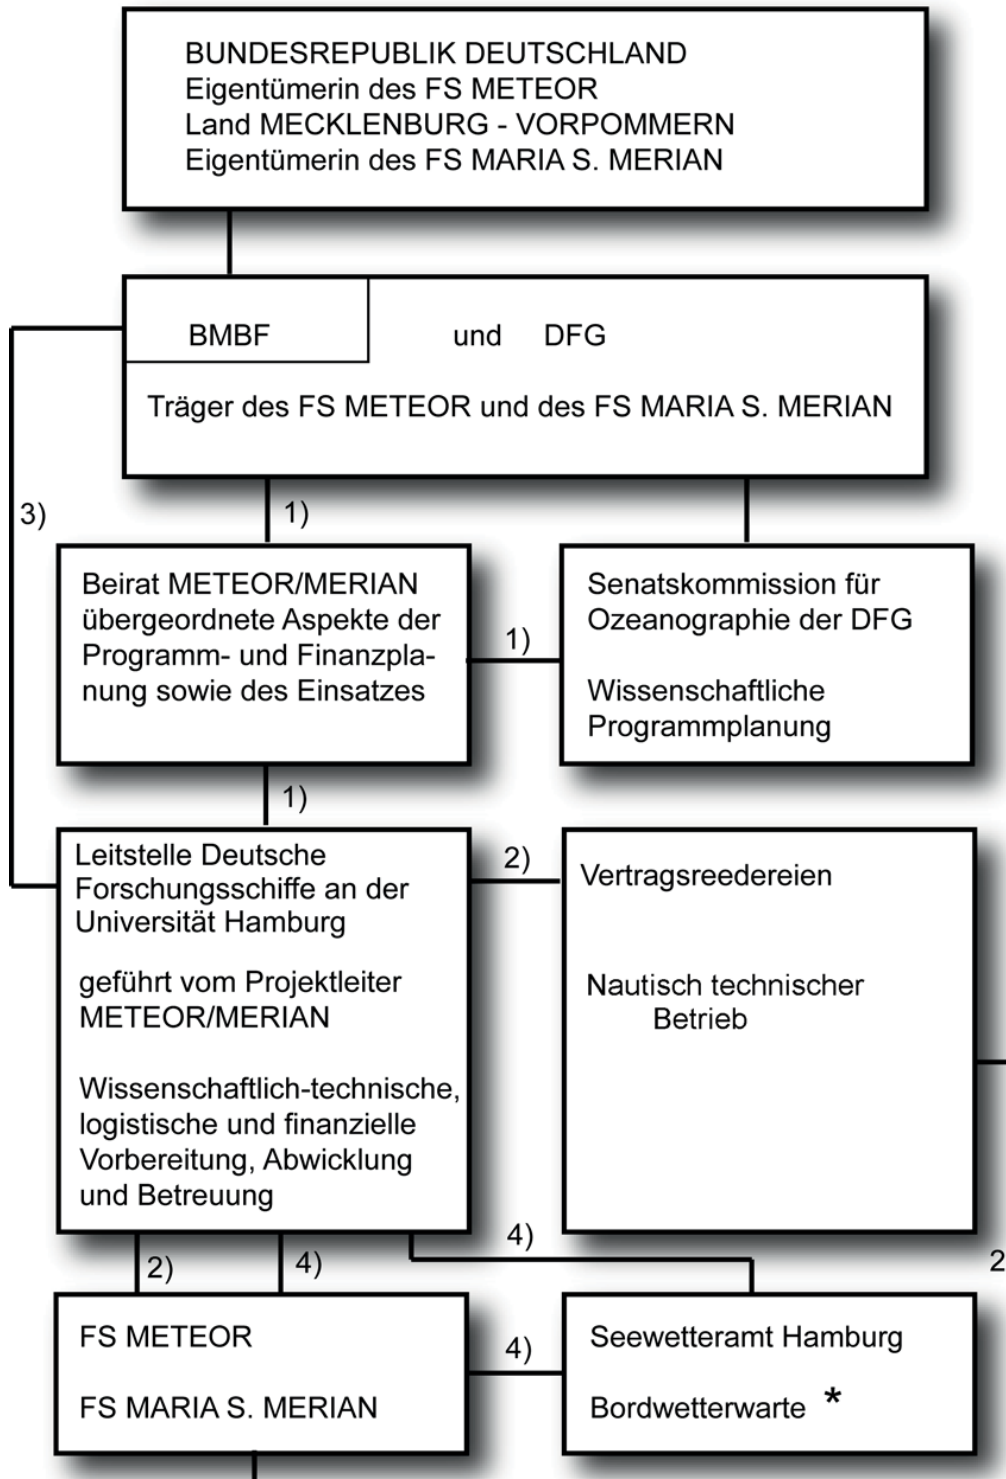 BUNDESREPUBLIK DEUTSCHLAND
Eigentümerin des FS METEOR
Land MECKLENBURG - VORPOMMERN
Eigentümerin des FS MARIA S. MERIAN
BMBF und DFG
Träger des FS METEOR und des FS MARIA S. MERIAN
3)
1)
Beirat METEOR/MERIAN
übergeordnete Aspekte der
Programm- und Finanzpla-
nung sowie des Einsatzes
1)
Senatskommission für
Ozeanographie der DFG
Wissenschaftliche
Programmplanung
1)
Leitstelle Deutsche
Forschungsschiffe an der
Universität Hamburg
geführt vom Projektleiter
METEOR/MERIAN
Wissenschaftlich-technische,
logistische und finanzielle
Vorbereitung, Abwicklung
und Betreuung
2)
Vertragsreedereien
Nautisch technischer
Betrieb
2)
4)
4)
2
FS METEOR
FS MARIA S. MERIAN
4)
Seewetteramt Hamburg
Bordwetterwarte *